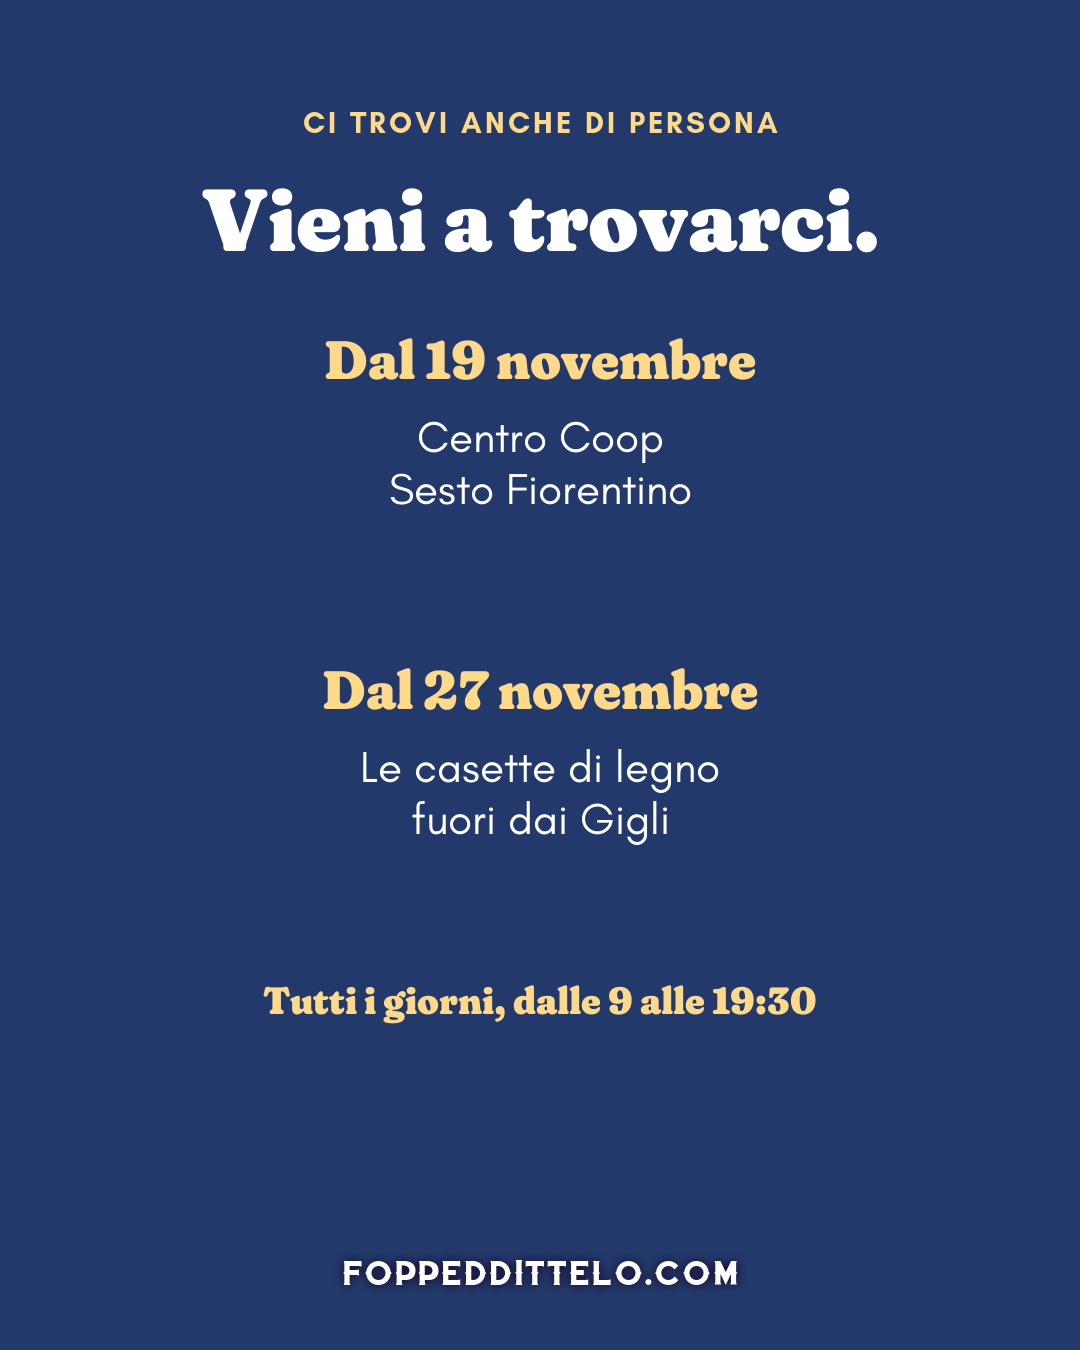 CI TROVI ANCHE DI PERSONA
Vieni a trovarci.
Dal 19 novembre
Centro Coop
Sesto Fiorentino
Dal 27 novembre
Le casette di legno
fuori dai Gigli
Tutti i giorni, dalle 9 alle 19:30
FOPPEDDITTELO.COM